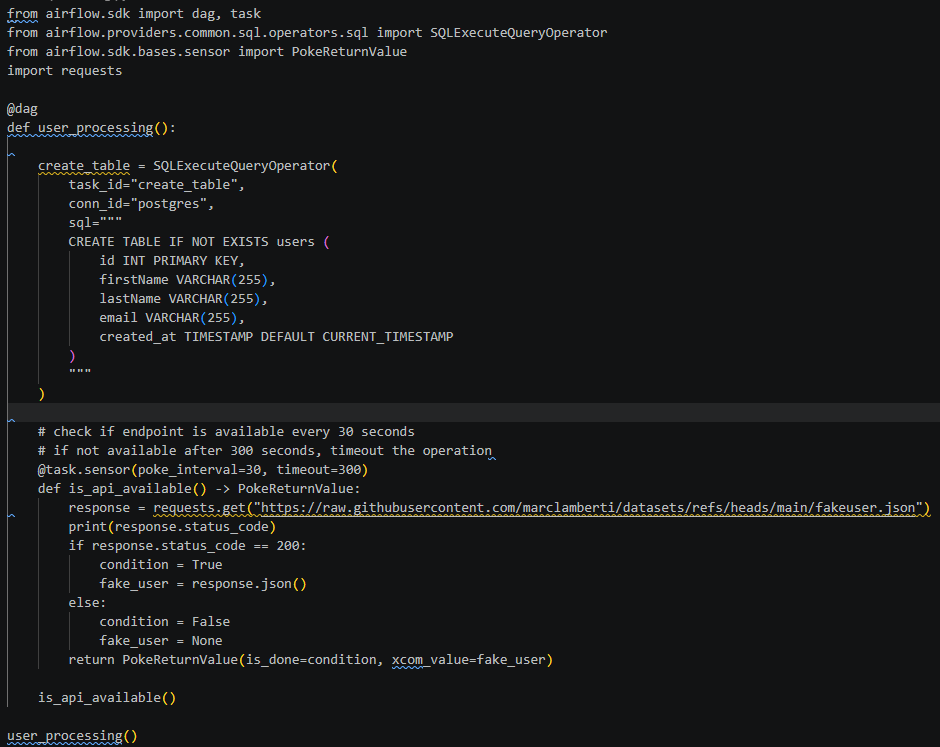 from airflow.sdk import dag, task
from airflow.providers.common.sql.operators.sql import SQLExecuteQueryOperator
from airflow.sdk.bases.sensor import PokeReturnValue
import requests

@dag
def user_processing():

    create_table = SQLExecuteQueryOperator(
        task_id="create_table",
        conn_id="postgres",
        sql="""
        CREATE TABLE IF NOT EXISTS users (
            id INT PRIMARY KEY,
            firstName VARCHAR(255),
            lastName VARCHAR(255),
            email VARCHAR(255),
            created_at TIMESTAMP DEFAULT CURRENT_TIMESTAMP
        )
        """
    )

    # check if endpoint is available every 30 seconds
    # if not available after 300 seconds, timeout the operation
    @task.sensor(poke_interval=30, timeout=300)
    def is_api_available() -> PokeReturnValue:
        response = requests.get("https://raw.githubusercontent.com/marclamberti/datasets/refs/heads/main/fakeuser.json")
        print(response.status_code)
        if response.status_code == 200:
            condition = True
            fake_user = response.json()
        else:
            condition = False
            fake_user = None
        return PokeReturnValue(is_done=condition, xcom_value=fake_user)

    is_api_available()

user_processing()